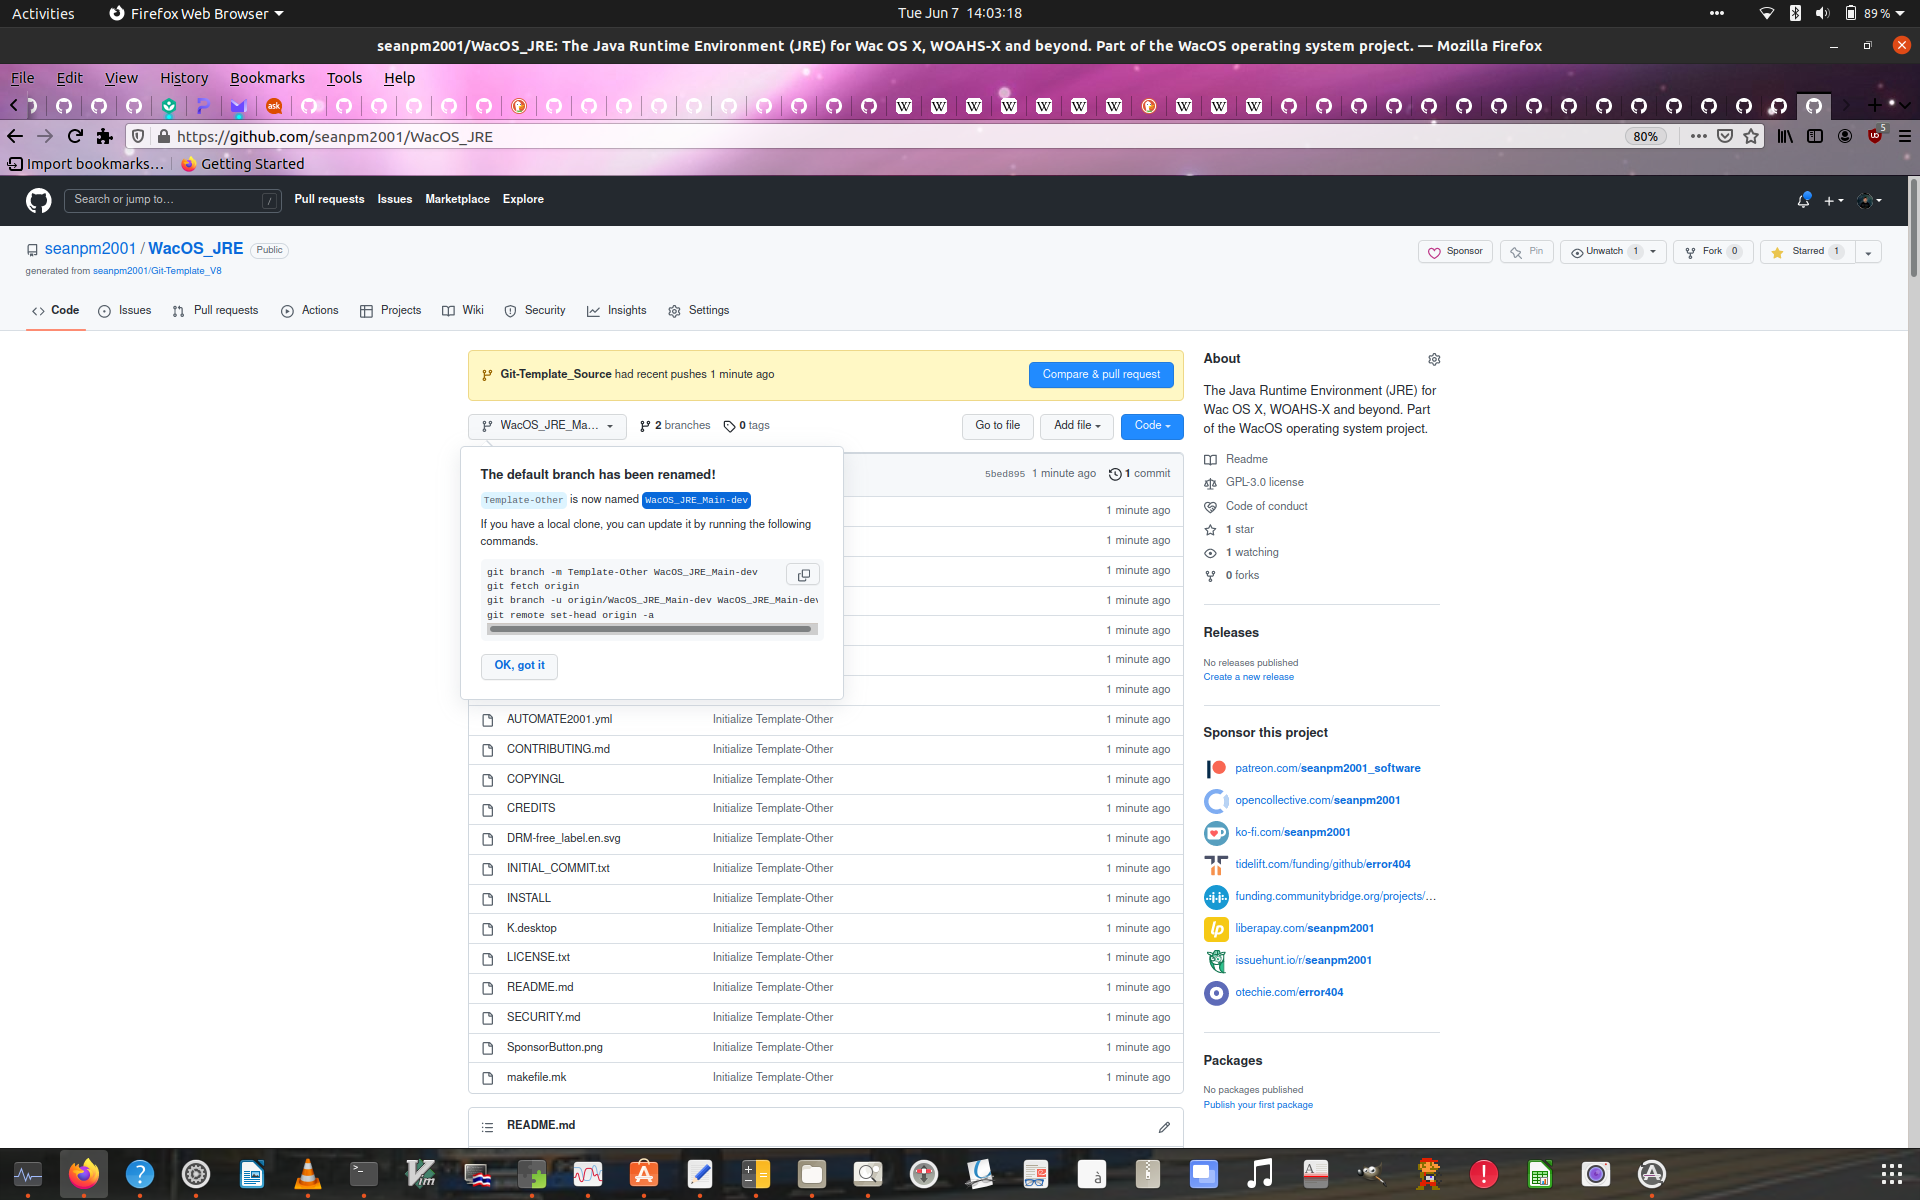 Activities
Firefox Web Browser
Tue Jun 7 14:03:18
89 %
seanpm2001/WacOS_JRE: The Java Runtime Environment (JRE) for Wac OS X, WOAHS-X and beyond. Part of the WacOS operating system project. — Mozilla Firefox
File Edit View History Bookmarks Tools Help
https://github.com/seanpm2001/WacOS_JRE
80%
5
Import bookmarks…
Getting Started
Search or jump to…
/
Pull requests Issues Marketplace Explore
seanpm2001 / WacOS_JRE
Public
generated from seanpm2001/Git-Template_V8
Sponsor
Pin
Unwatch 1
Fork 0
Starred 1
Code
Issues
Pull requests
Actions
Projects
Wiki
Security
Insights
Settings
Git-Template_Source had recent pushes 1 minute ago
Compare & pull request
WacOS_JRE_Ma…
2 branches
0 tags
Go to file
Add file
Code
The default branch has been renamed!
Template-Other is now named WacOS_JRE_Main-dev
If you have a local clone, you can update it by running the following
commands.
git branch -m Template-Other WacOS_JRE_Main-dev
git fetch origin
git branch -u origin/WacOS_JRE_Main-dev WacOS_JRE_Main-dev
git remote set-head origin -a
OK, got it
5bed895 1 minute ago
1 commit
1 minute ago
1 minute ago
1 minute ago
1 minute ago
1 minute ago
1 minute ago
1 minute ago
AUTOMATE2001.yml Initialize Template-Other 1 minute ago
CONTRIBUTING.md Initialize Template-Other 1 minute ago
COPYINGL Initialize Template-Other 1 minute ago
CREDITS Initialize Template-Other 1 minute ago
DRM-free_label.en.svg Initialize Template-Other 1 minute ago
INITIAL_COMMIT.txt Initialize Template-Other 1 minute ago
INSTALL Initialize Template-Other 1 minute ago
K.desktop Initialize Template-Other 1 minute ago
LICENSE.txt Initialize Template-Other 1 minute ago
README.md Initialize Template-Other 1 minute ago
SECURITY.md Initialize Template-Other 1 minute ago
SponsorButton.png Initialize Template-Other 1 minute ago
makefile.mk Initialize Template-Other 1 minute ago
README.md
About
The Java Runtime Environment (JRE) for
Wac OS X, WOAHS-X and beyond. Part
of the WacOS operating system project.
Readme
GPL-3.0 license
Code of conduct
1 star
1 watching
0 forks
Releases
No releases published
Create a new release
Sponsor this project
patreon.com/seanpm2001_software
opencollective.com/seanpm2001
ko-fi.com/seanpm2001
tidelift.com/funding/github/error404
funding.communitybridge.org/projects/…
liberapay.com/seanpm2001
issuehunt.io/r/seanpm2001
otechie.com/error404
Packages
No packages published
Publish your first package